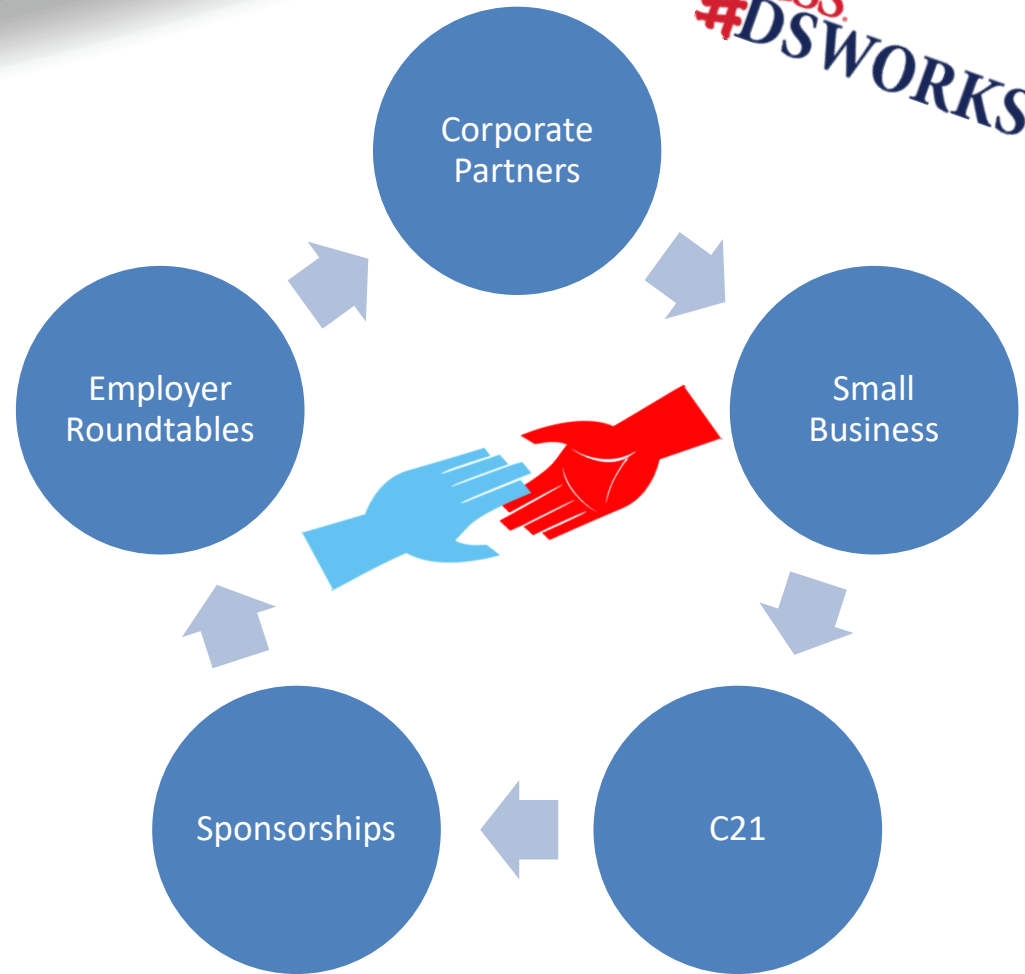 #DSWORKS
Corporate
Partners
Employer
Roundtables
Small
Business
Sponsorships
C21